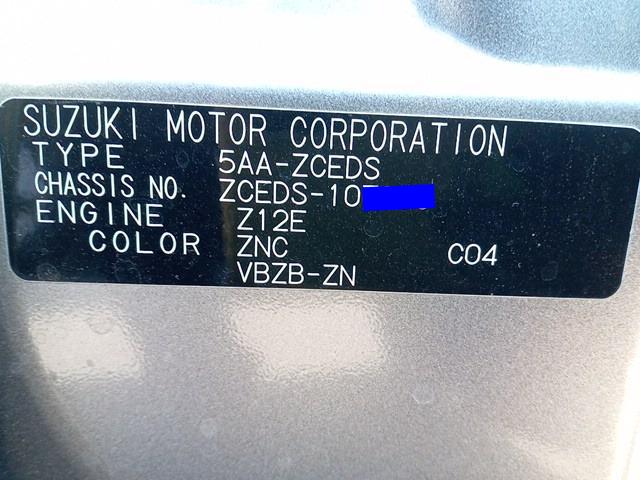 SUZUKI MOTOR CORPORATION
TYPE 5AA-ZCEDS
CHASSIS NO. ZCEDS-10
ENGINE Z12E
COLOR ZNC C04
VBZB-ZN